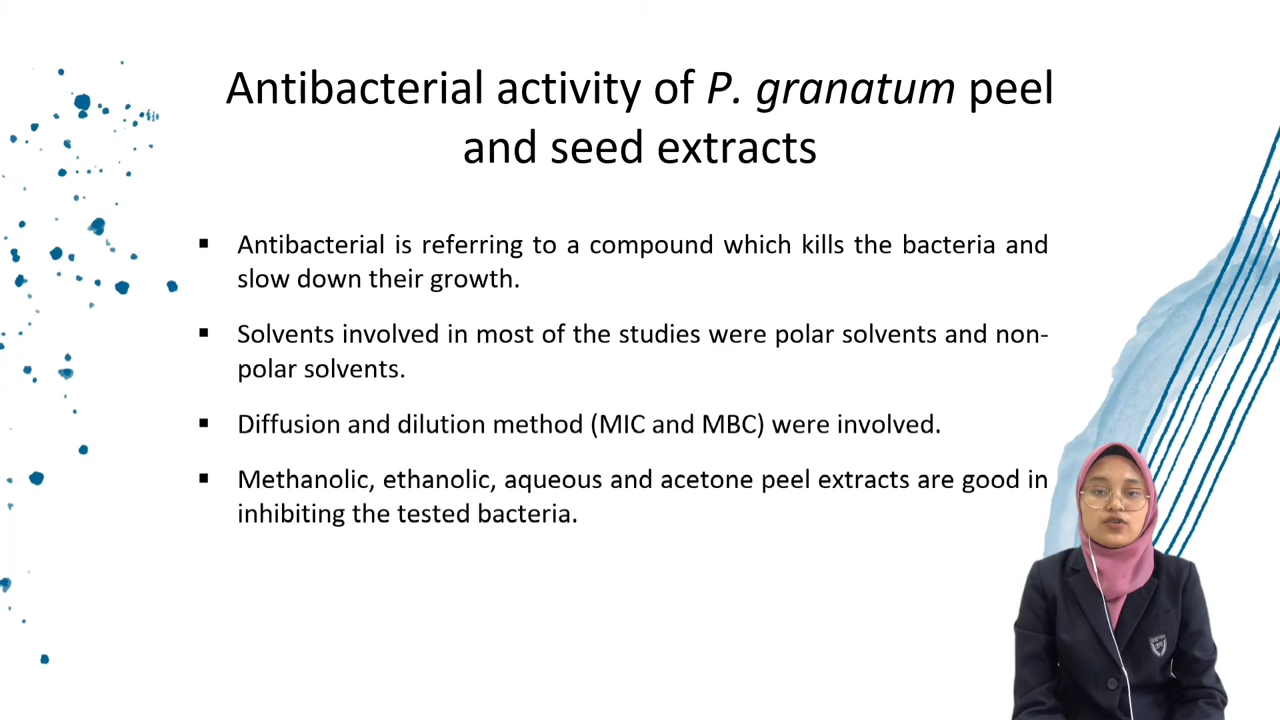 Antibacterial activity of P. granatum peel
and seed extracts
▪ Antibacterial is referring to a compound which kills the bacteria and
slow down their growth.
▪ Solvents involved in most of the studies were polar solvents and non-
polar solvents.
▪ Diffusion and dilution method (MIC and MBC) were involved.
▪ Methanolic, ethanolic, aqueous and acetone peel extracts are good in
inhibiting the tested bacteria.